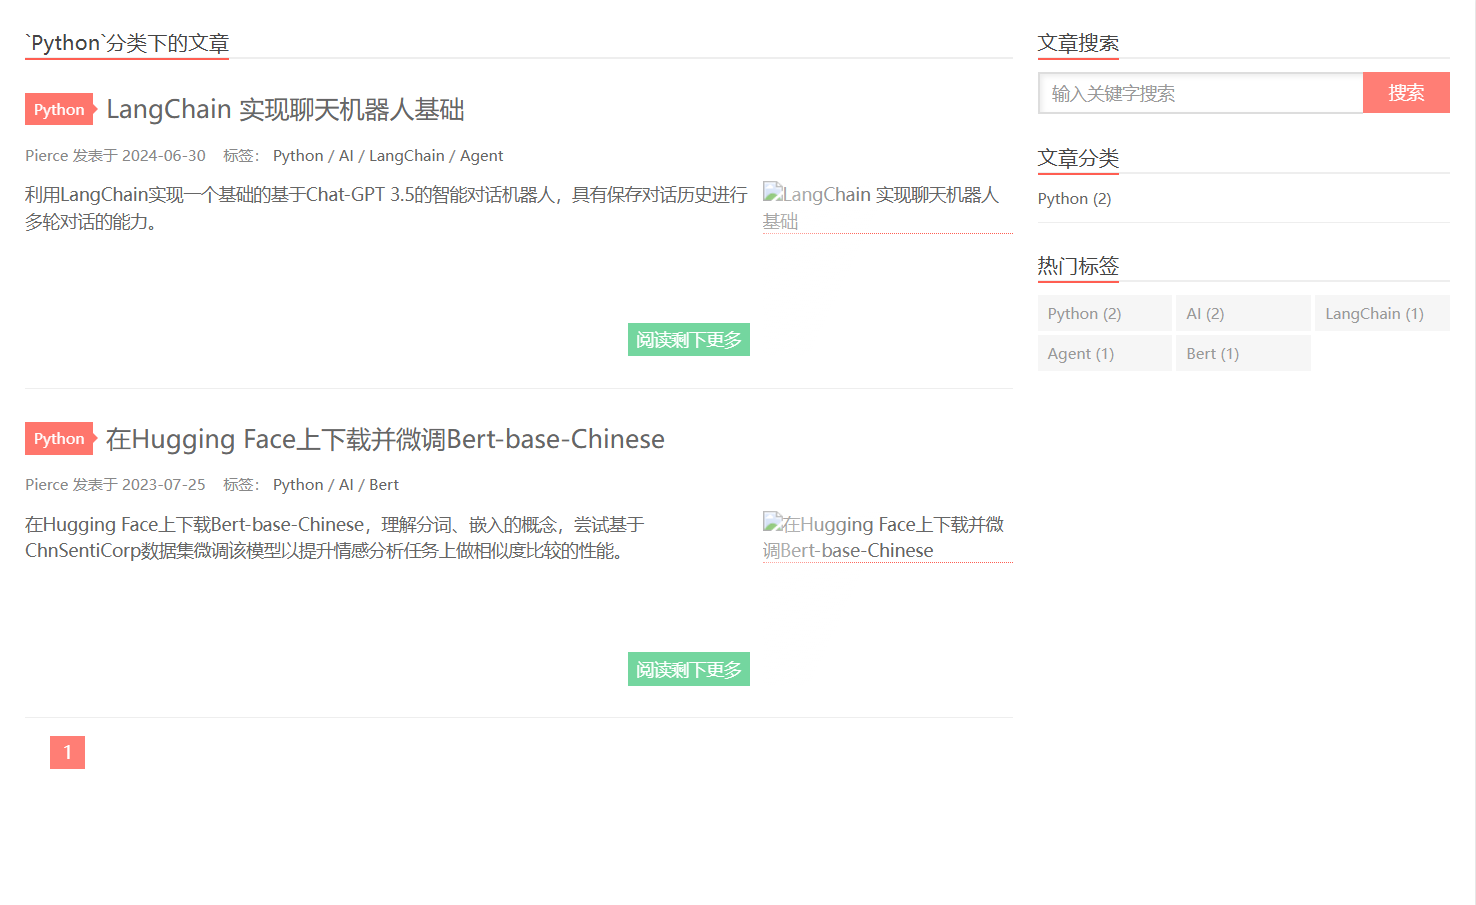 `Python`分类下的文章
Python
LangChain 实现聊天机器人基础
Pierce 发表于 2024-06-30 标签： Python / AI / LangChain / Agent
利用LangChain实现一个基础的基于Chat-GPT 3.5的智能对话机器人，具有保存对话历史进行
多轮对话的能力。
LangChain 实现聊天机器人
基础
阅读剩下更多
Python
在Hugging Face上下载并微调Bert-base-Chinese
Pierce 发表于 2023-07-25 标签： Python / AI / Bert
在Hugging Face上下载Bert-base-Chinese，理解分词、嵌入的概念，尝试基于
ChnSentiCorp数据集微调该模型以提升情感分析任务上做相似度比较的性能。
在Hugging Face上下载并微
调Bert-base-Chinese
阅读剩下更多
1
文章搜索
输入关键字搜索
搜索
文章分类
Python (2)
热门标签
Python (2)
AI (2)
LangChain (1)
Agent (1)
Bert (1)